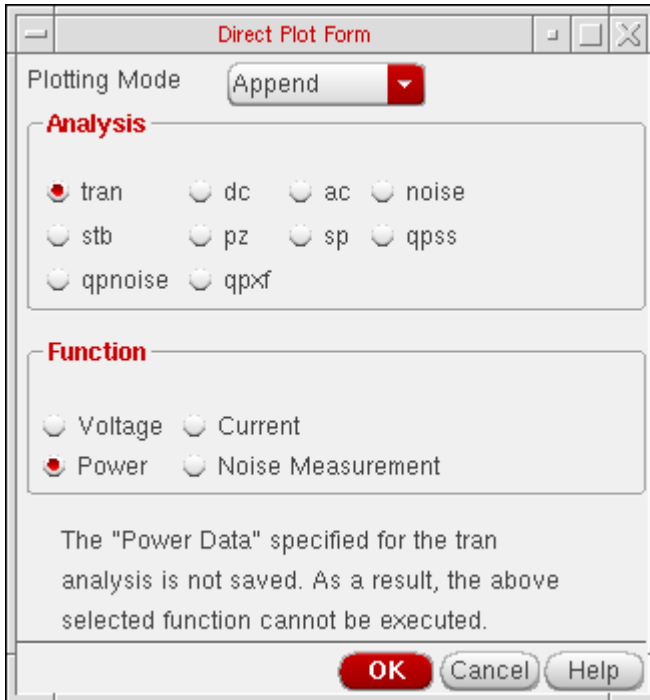 Direct Plot Form
Plotting Mode Append
Analysis
tran dc ac noise
stb pz sp qpss
qpnoise qpxf
Function
Voltage Current
Power Noise Measurement
The "Power Data" specified for the tran
analysis is not saved. As a result, the above
selected function cannot be executed.
OK Cancel Help